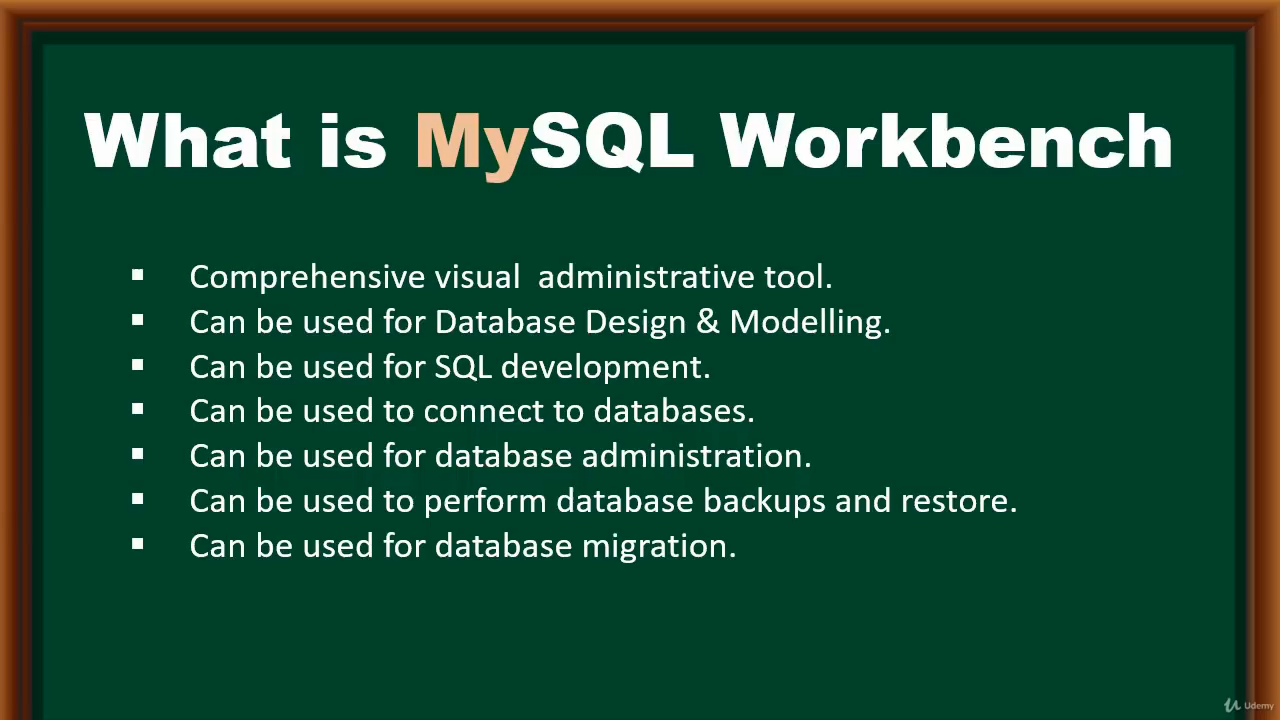 What is MySQL Workbench
▪ Comprehensive visual  administrative tool.
▪ Can be used for Database Design & Modelling.
▪ Can be used for SQL development.
▪ Can be used to connect to databases.
▪ Can be used for database administration.
▪ Can be used to perform database backups and restore.
▪ Can be used for database migration.
Udemy